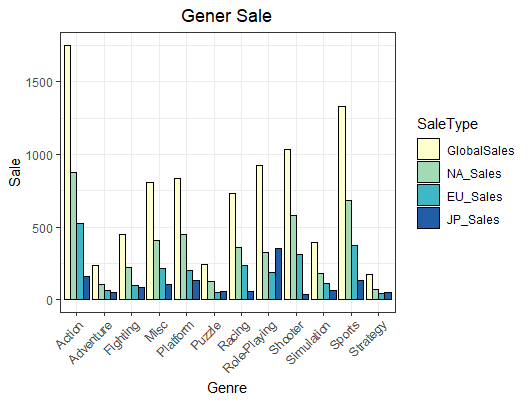 Gener Sale
Sale
1500
1000
500
0
Action
Adventure
Fighting
Misc
Platform
Puzzle
Racing
Role-Playing
Shooter
Simulation
Sports
Strategy
Genre
SaleType
GlobalSales
NA_Sales
EU_Sales
JP_Sales